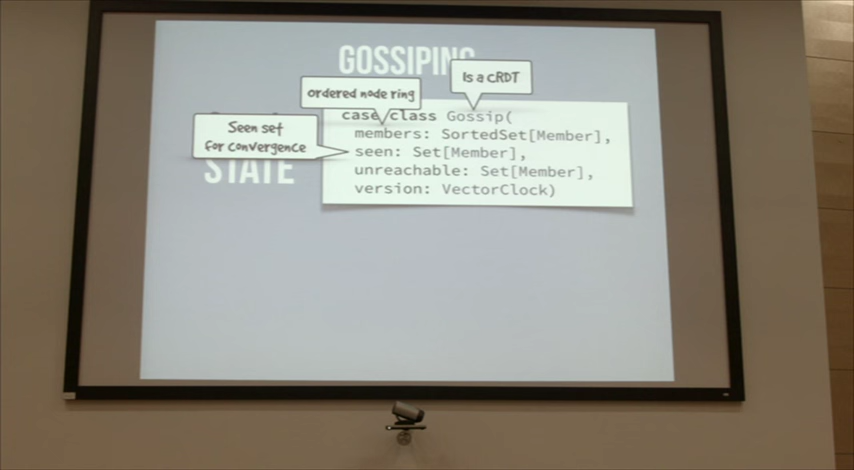 GOSSIPING
Is a CRDT
ordered node ring
Seen set
for convergence
STATE
case class Gossip(
members: SortedSet[Member],
seen: Set[Member],
unreachable: Set[Member],
version: VectorClock)